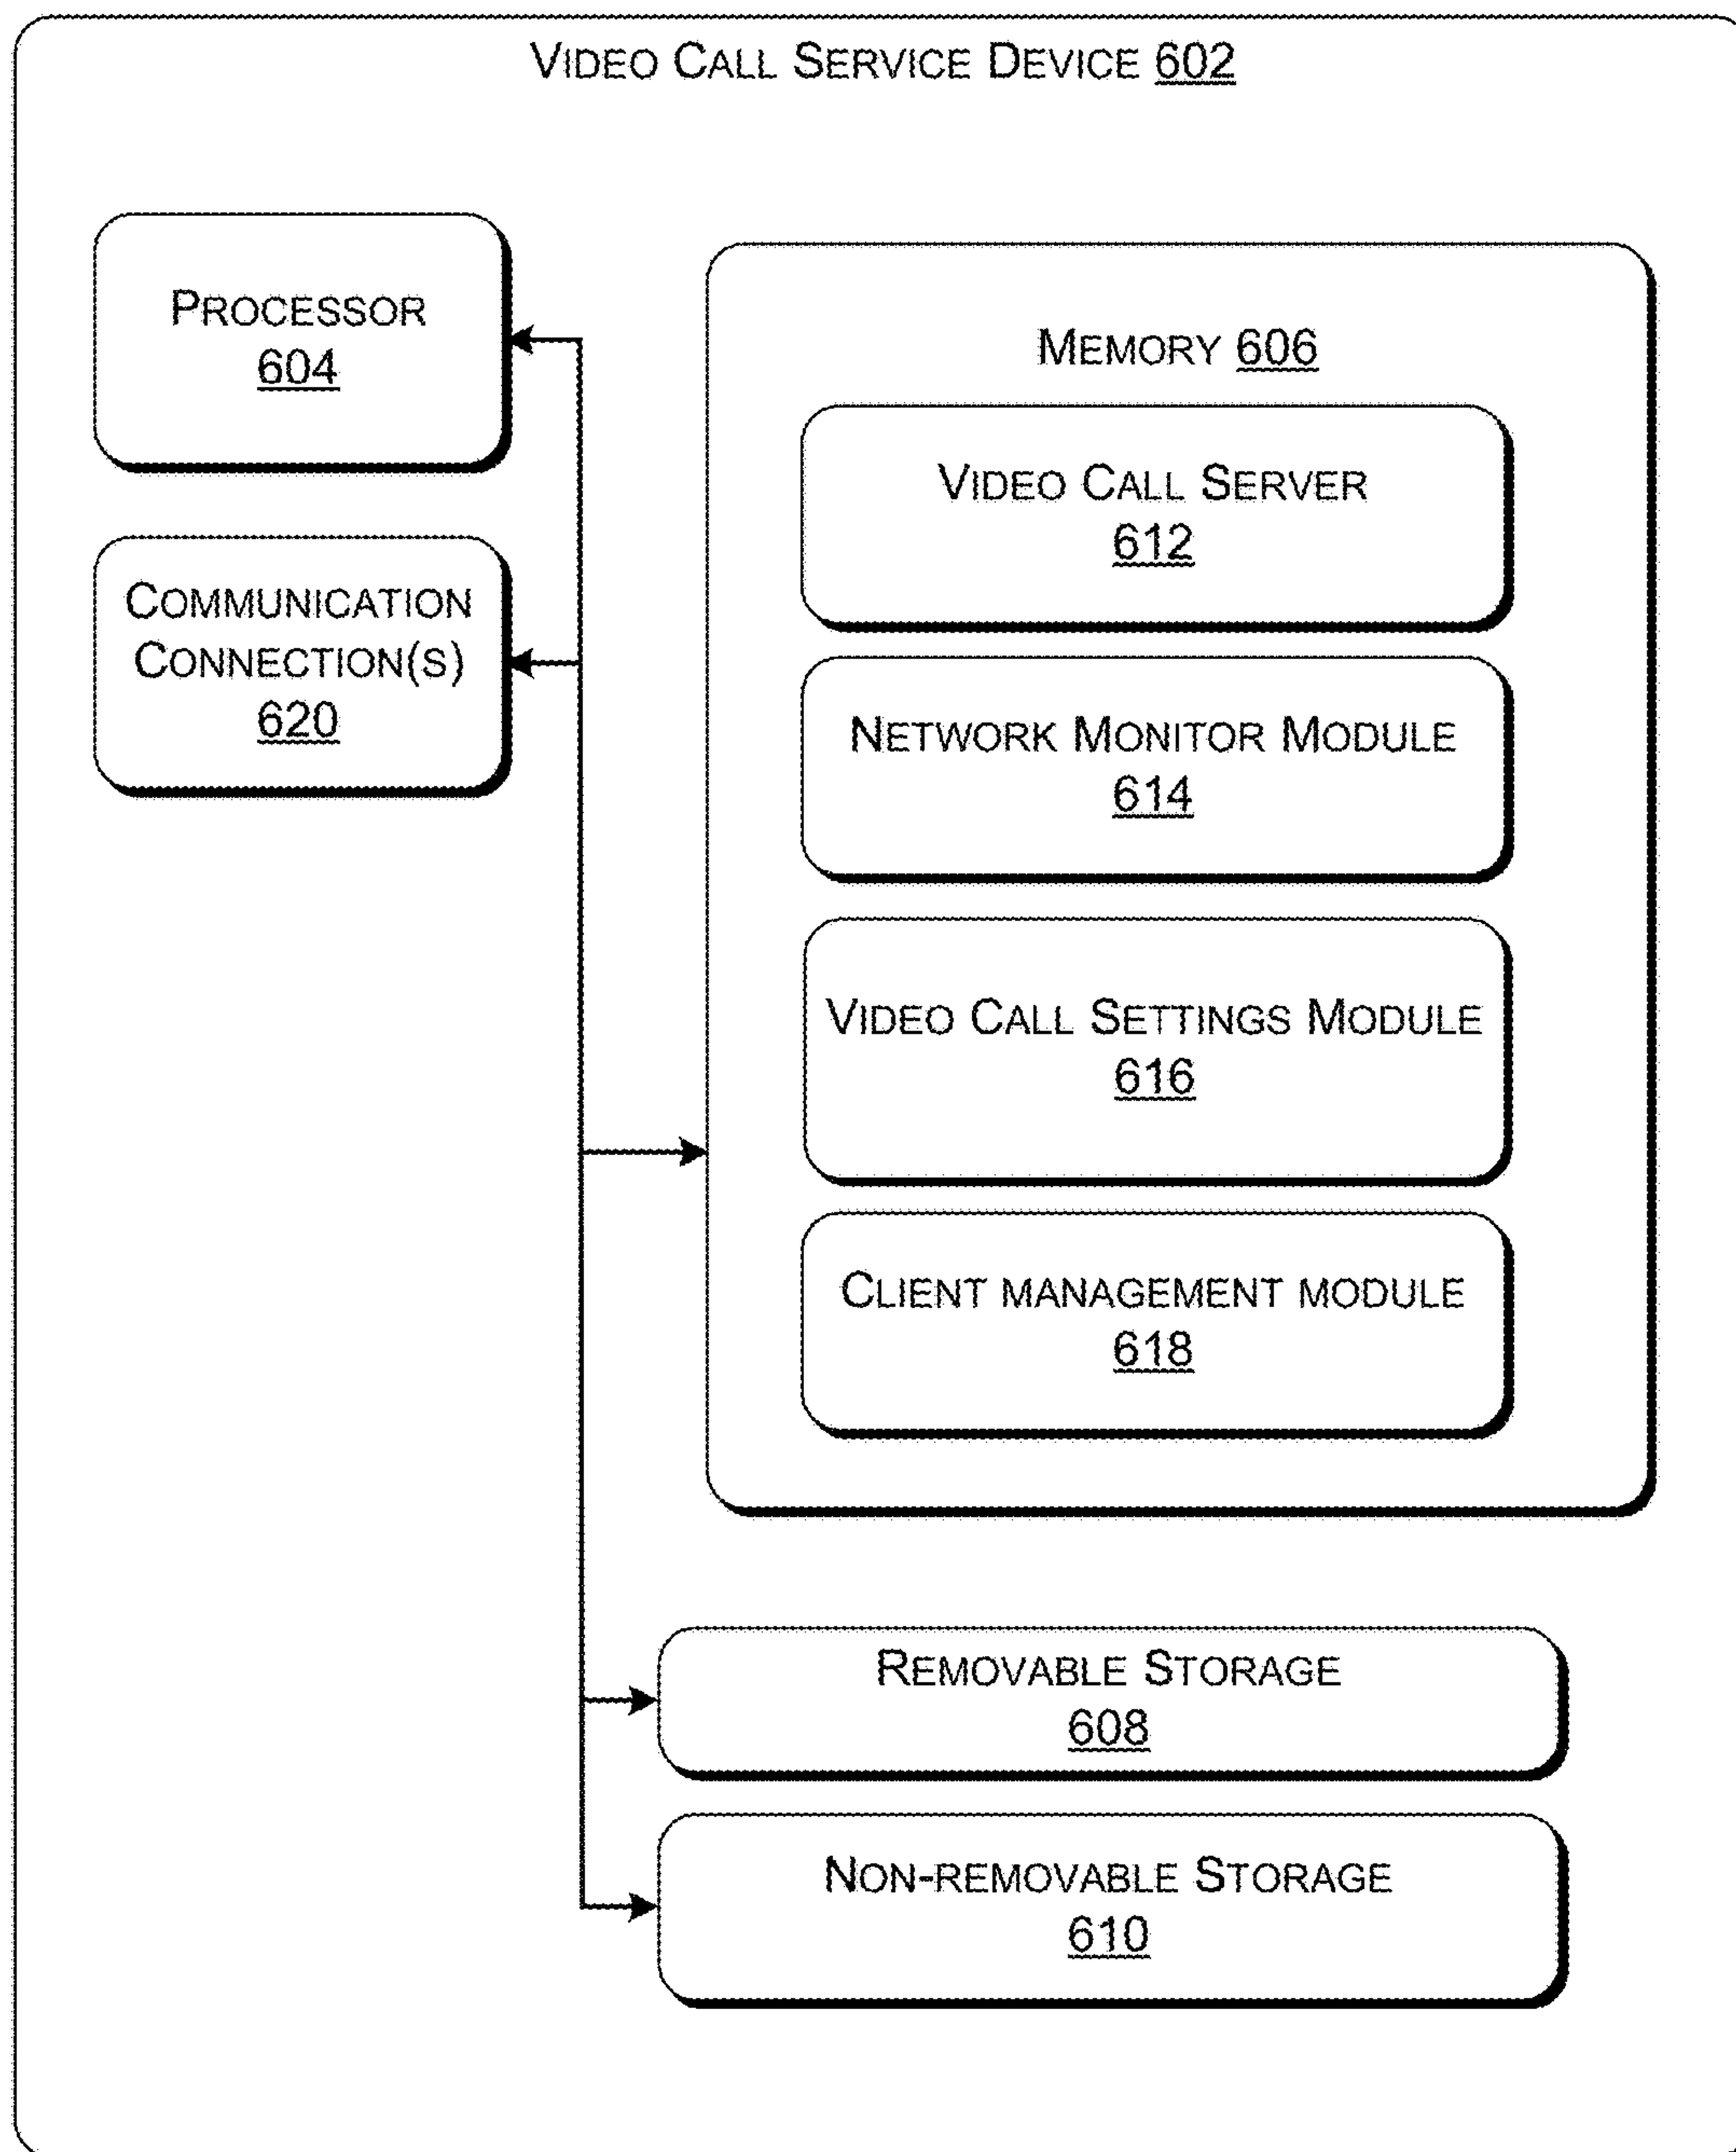 VIDEO CALL SERVICE DEVICE 602
PROCESSOR
604
COMMUNICATION
CONNECTION(S)
620
MEMORY 606
VIDEO CALL SERVER
612
NETWORK MONITOR MODULE
614
VIDEO CALL SETTINGS MODULE
616
CLIENT MANAGEMENT MODULE
618
REMOVABLE STORAGE
608
NON-REMOVABLE STORAGE
610